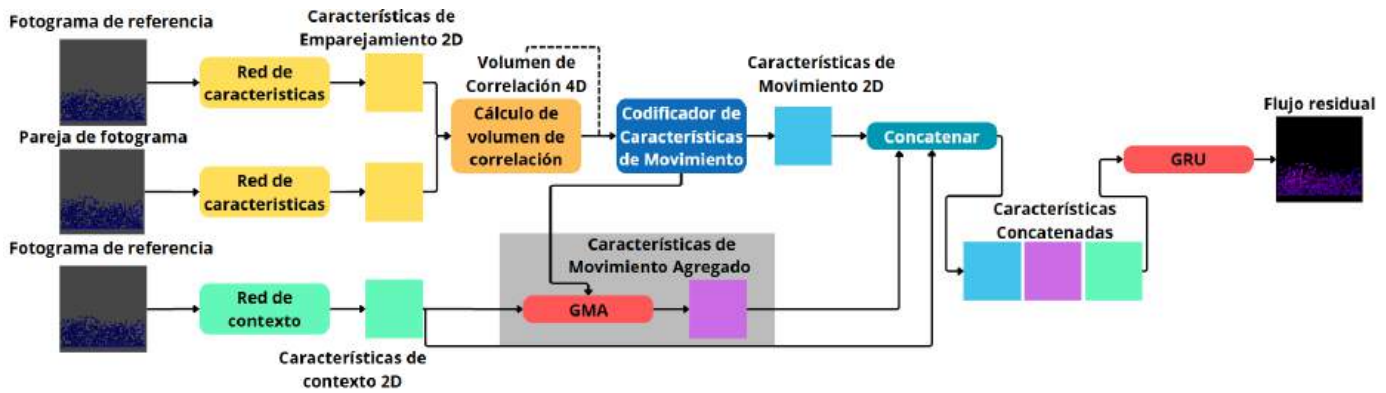 Fotograma de referencia
Red de
caracteristicas
Características de
Emparejamiento 2D
Pareja de fotograma
Red de
caracteristicas
Volumen de
Correlación 4D
Cálculo de
volumen de
correlación
Codificador de
Características
de Movimiento
Características de
Movimiento 2D
Concatenar
Fotograma de referencia
Red de
contexto
Características de
contexto 2D
Características de
Movimiento Agregado
GMA
Características
Concatenadas
GRU
Flujo residual